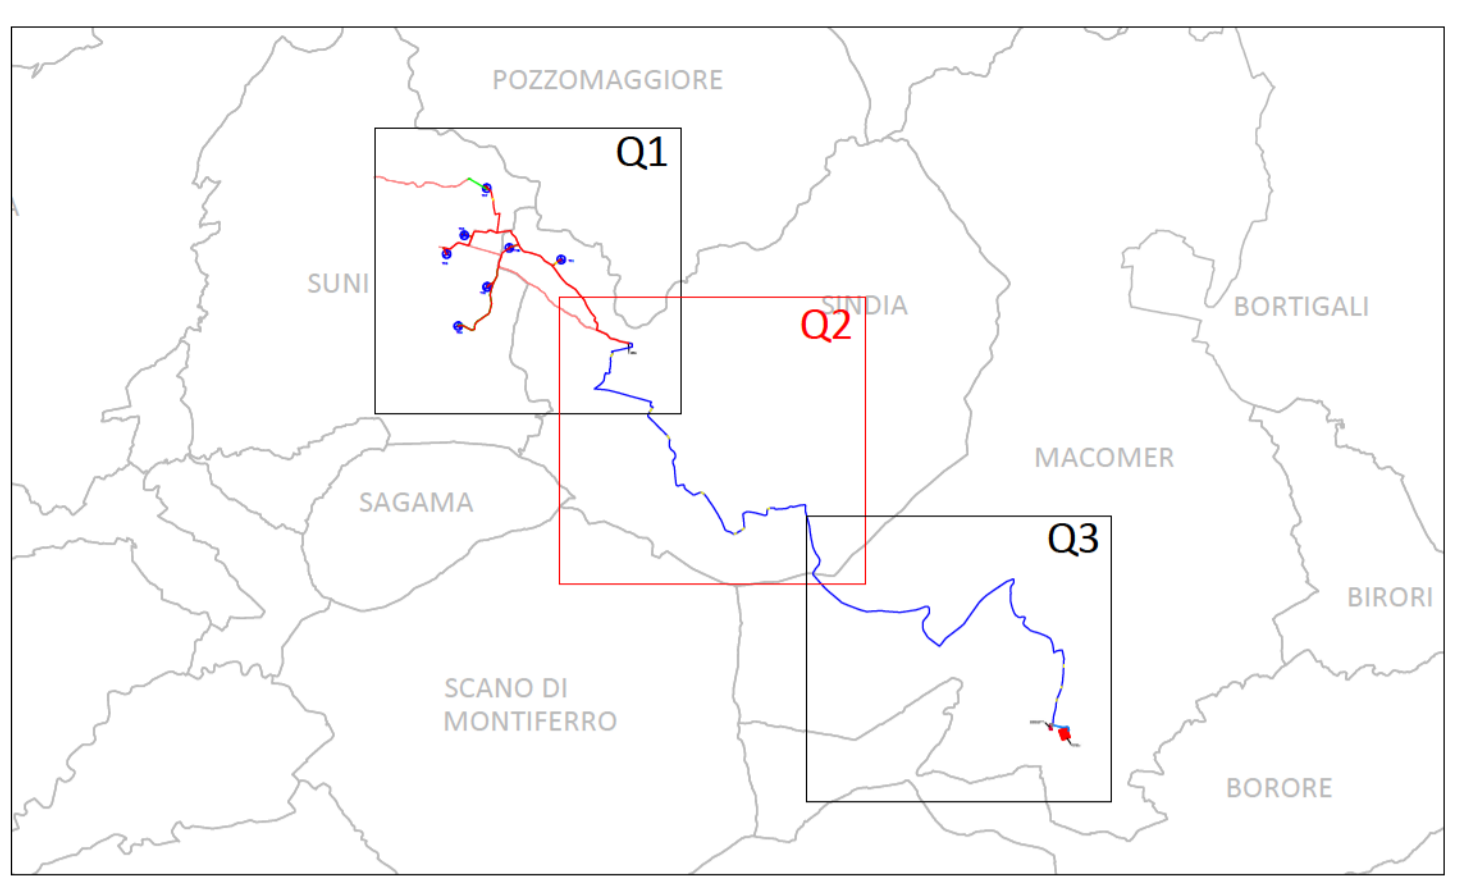 POZZOMAGGIORE
Q1
SUNI
SINDIA
Q2
BORTIGALI
MACOMER
SAGAMA
Q3
BIRORI
SCANO DI
MONTIFERRO
BORORE